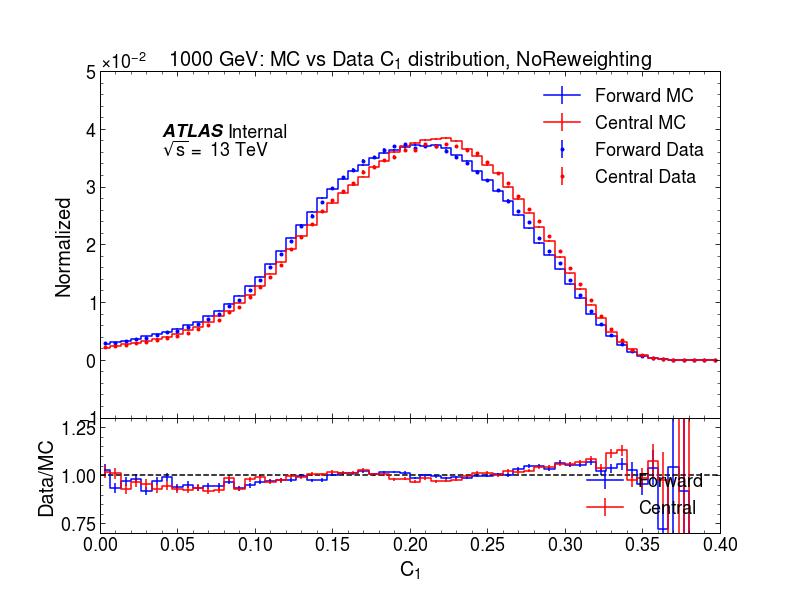 ×10⁻²
1000 GeV: MC vs Data C₁ distribution, NoReweighting
5
4
3
2
1
0
−1
Normalized
ATLAS Internal
√s = 13 TeV
Forward MC
Central MC
Forward Data
Central Data
1.25
1.00
0.75
Data/MC
Forward
Central
0.00 0.05 0.10 0.15 0.20 0.25 0.30 0.35 0.40
C₁